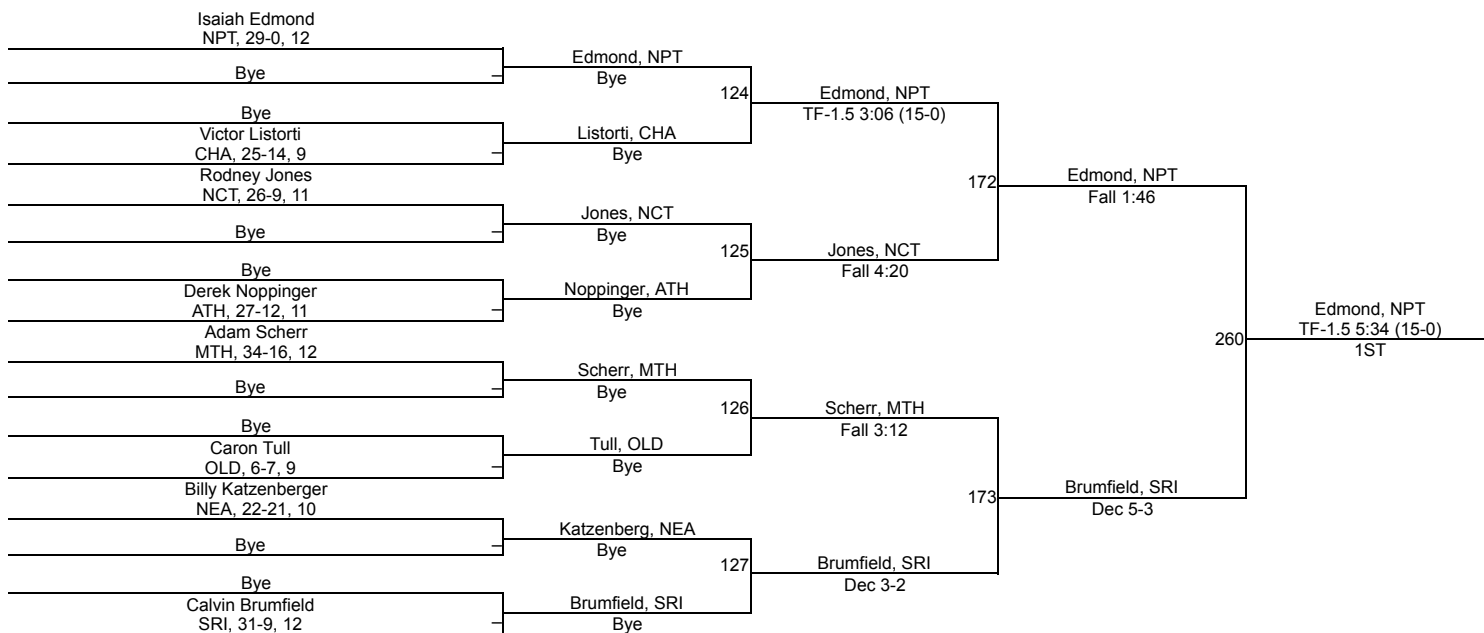 Isaiah Edmond
NPT, 29-0, 12
Bye
Bye
Victor Listorti
CHA, 25-14, 9
Rodney Jones
NCT, 26-9, 11
Bye
Bye
Derek Noppinger
ATH, 27-12, 11
Adam Scherr
MTH, 34-16, 12
Bye
Bye
Caron Tull
OLD, 6-7, 9
Billy Katzenberger
NEA, 22-21, 10
Bye
Bye
Calvin Brumfield
SRI, 31-9, 12
Edmond, NPT
Bye
Listorti, CHA
Bye
Jones, NCT
Bye
Noppinger, ATH
Bye
Scherr, MTH
Bye
Tull, OLD
Bye
Katzenberg, NEA
Bye
Brumfield, SRI
Bye
124
125
126
127
Edmond, NPT
TF-1.5 3:06 (15-0)
Jones, NCT
Fall 4:20
Scherr, MTH
Fall 3:12
Brumfield, SRI
Dec 3-2
172
173
Edmond, NPT
Fall 1:46
Brumfield, SRI
Dec 5-3
260
Edmond, NPT
TF-1.5 5:34 (15-0)
1ST